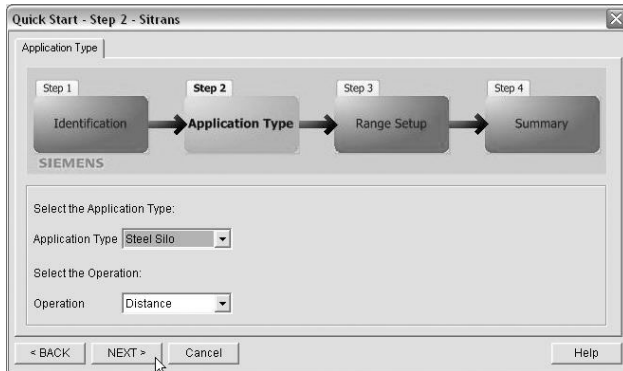 Quick Start - Step 2 - Sitrans
Application Type
Step 1
Step 2
Step 3
Step 4
Identification
Application Type
Range Setup
Summary
SIEMENS
Select the Application Type:
Application Type Steel Silo
Select the Operation:
Operation Distance
< BACK NEXT > Cancel Help